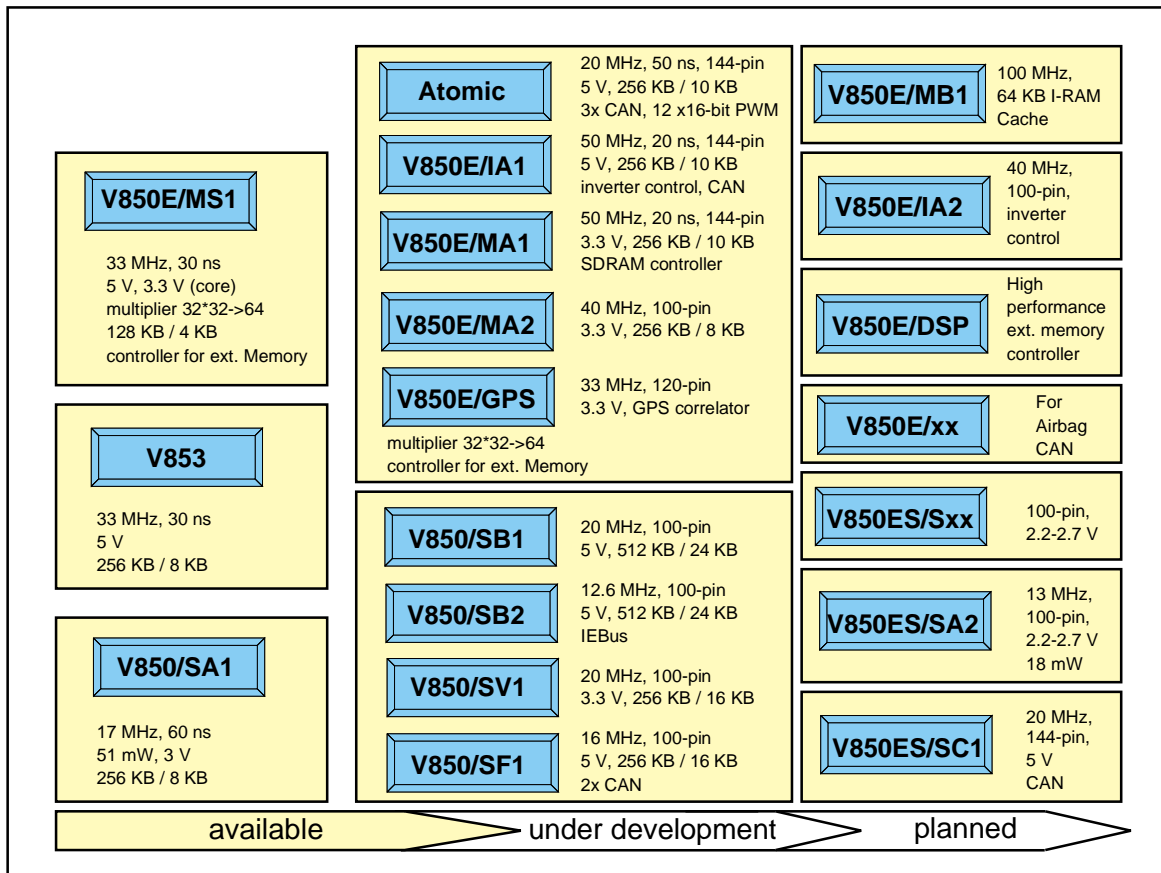 V850E/MS1
33 MHz, 30 ns
5 V, 3.3 V (core)
multiplier 32*32->64
128 KB / 4 KB
controller for ext. Memory
V853
33 MHz, 30 ns
5 V
256 KB / 8 KB
V850/SA1
17 MHz, 60 ns
51 mW, 3 V
256 KB / 8 KB
Atomic
20 MHz, 50 ns, 144-pin
5 V, 256 KB / 10 KB
3x CAN, 12 x16-bit PWM
V850E/IA1
50 MHz, 20 ns, 144-pin
5 V, 256 KB / 10 KB
inverter control, CAN
V850E/MA1
50 MHz, 20 ns, 144-pin
3.3 V, 256 KB / 10 KB
SDRAM controller
V850E/MA2
40 MHz, 100-pin
3.3 V, 256 KB / 8 KB
V850E/GPS
33 MHz, 120-pin
3.3 V, GPS correlator
multiplier 32*32->64
controller for ext. Memory
V850/SB1
20 MHz, 100-pin
5 V, 512 KB / 24 KB
V850/SB2
12.6 MHz, 100-pin
5 V, 512 KB / 24 KB
IEBus
V850/SV1
20 MHz, 100-pin
3.3 V, 256 KB / 16 KB
V850/SF1
16 MHz, 100-pin
5 V, 256 KB / 16 KB
2x CAN
V850E/MB1
100 MHz,
64 KB I-RAM
Cache
V850E/IA2
40 MHz,
100-pin,
inverter
control
V850E/DSP
High
performance
ext. memory
controller
V850E/xx
For
Airbag
CAN
V850ES/Sxx
100-pin,
2.2-2.7 V
V850ES/SA2
13 MHz,
100-pin,
2.2-2.7 V
18 mW
V850ES/SC1
20 MHz,
144-pin,
5 V
CAN
available
under development
planned